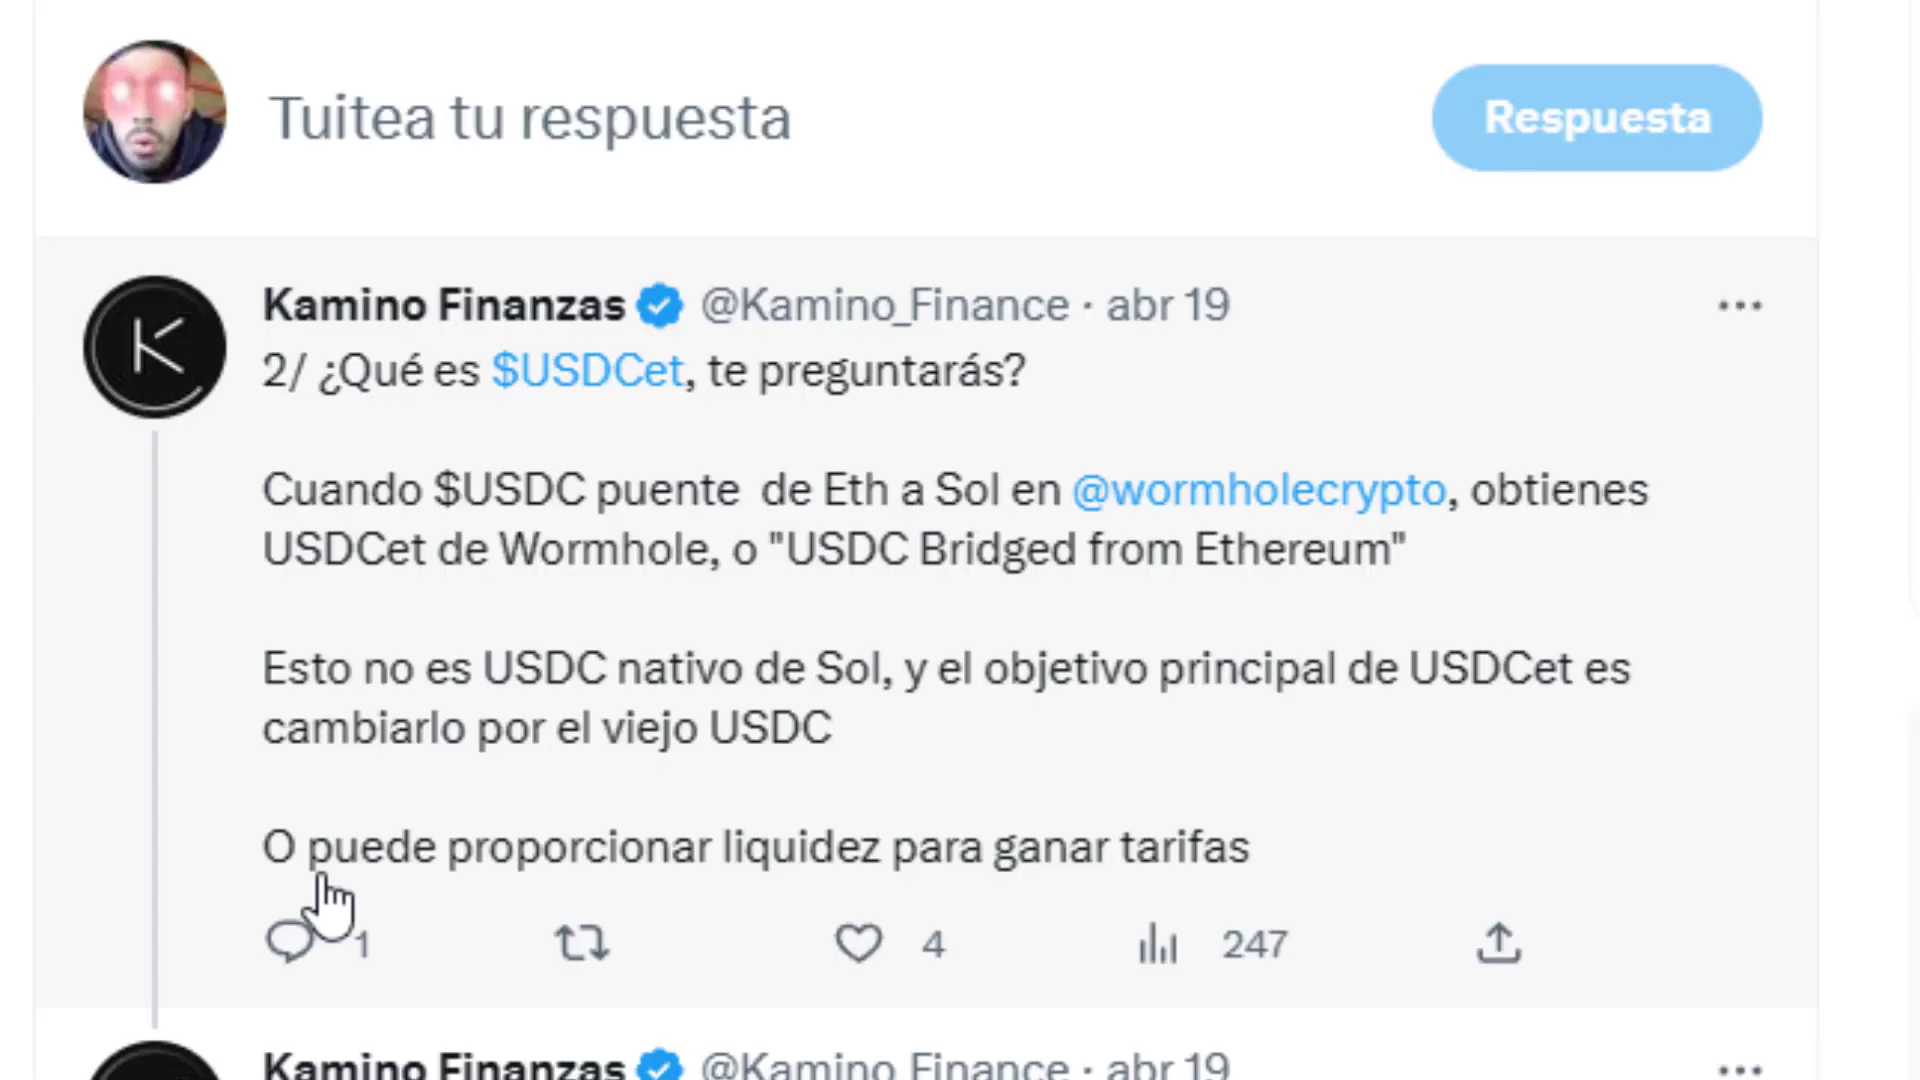 Tuitea tu respuesta
Respuesta
Kamino Finanzas @Kamino_Finance · abr 19
2/ ¿Qué es $USDCet, te preguntarás?
Cuando $USDC puente  de Eth a Sol en @wormholecrypto, obtienes
USDCet de Wormhole, o "USDC Bridged from Ethereum"
Esto no es USDC nativo de Sol, y el objetivo principal de USDCet es
cambiarlo por el viejo USDC
O puede proporcionar liquidez para ganar tarifas
1 4 247
Kamino Finanzas @Kamino_Finance · abr 19